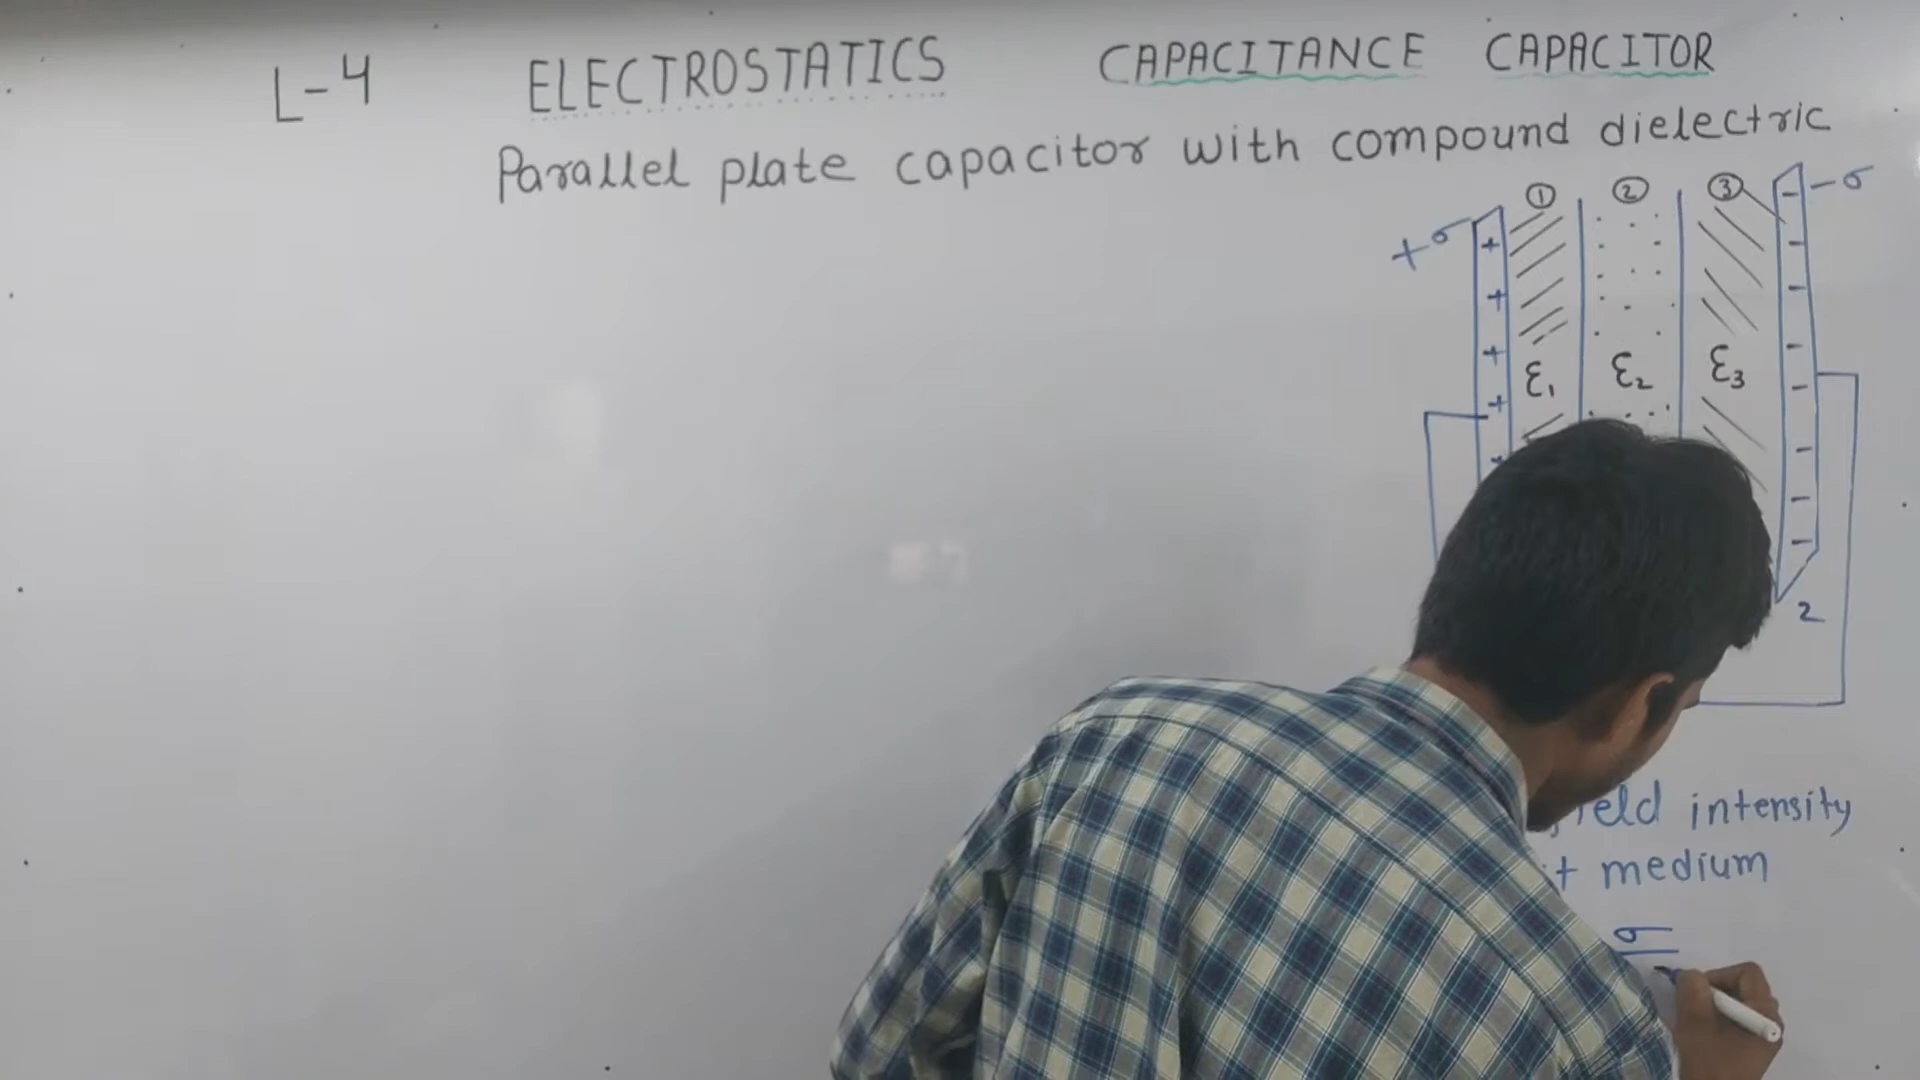 L-4 ELECTROSTATICS CAPACITANCE CAPACITOR
Parallel plate capacitor with compound dielectric
① ② ③
+σ -σ
ε₁ ε₂ ε₃
2
intensity
medium
σ